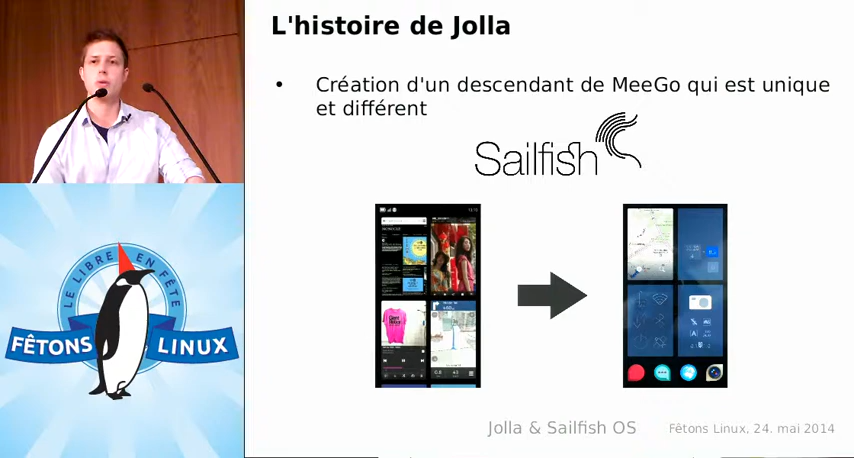 L'histoire de Jolla
• Création d'un descendant de MeeGo qui est unique
et différent
Sailfish
LE LIBRE EN FÊTE
FÊTONS LINUX
Jolla & Sailfish OS
Fêtons Linux, 24. mai 2014